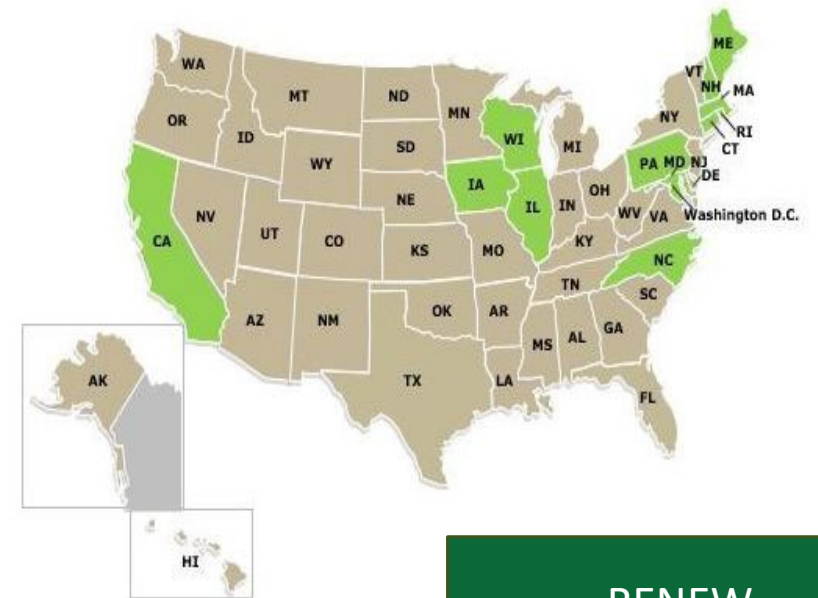 ME
WA
VT
NH
MA
MT
ND
MN
NY
OR
RI
ID
WI
SD
MI
CT
WY
PA
MD
NJ
DE
IA
NE
OH
IL
IN
NV
WV
VA
Washington D.C.
UT
CO
CA
KS
MO
KY
NC
TN
OK
AR
SC
AZ
NM
MS
AL
GA
AK
TX
LA
FL
HI
RENEW